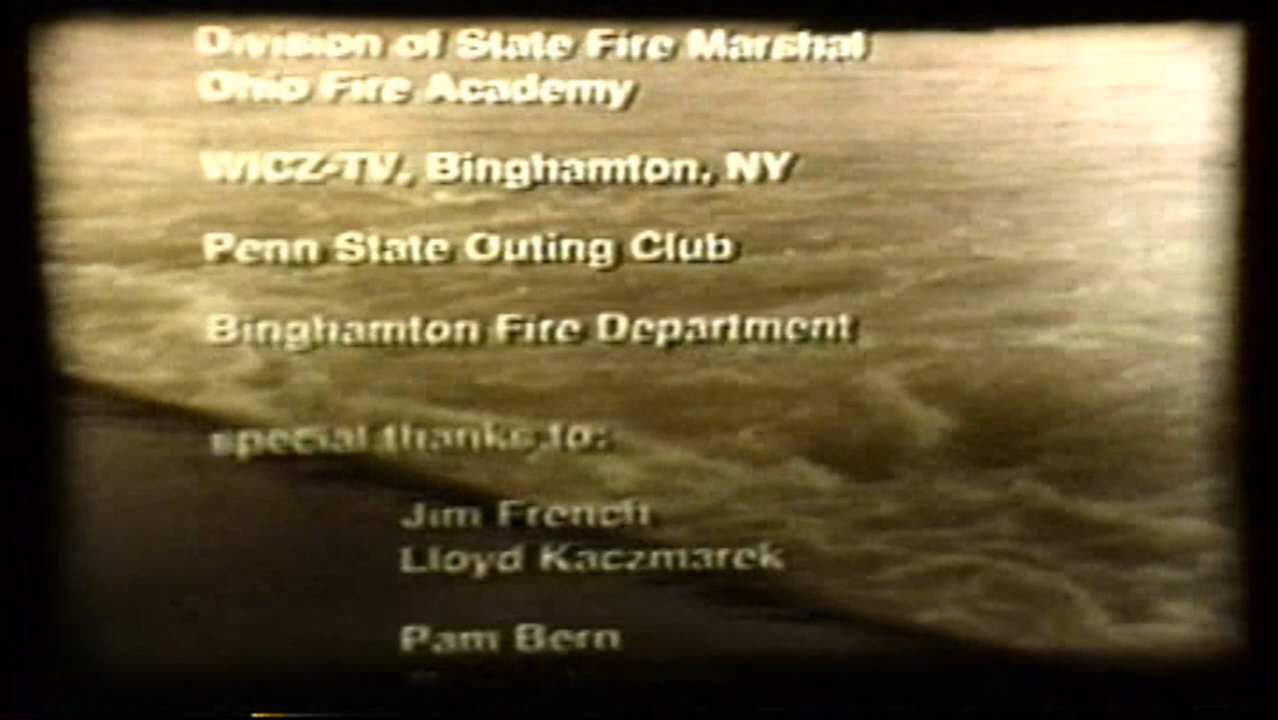 Division of State Fire Marshal
Ohio Fire Academy
WICZ-TV, Binghamton, NY
Penn State Outing Club
Binghamton Fire Department
special thanks to:
Jim French
Lloyd Kaczmarek
Pam Bern